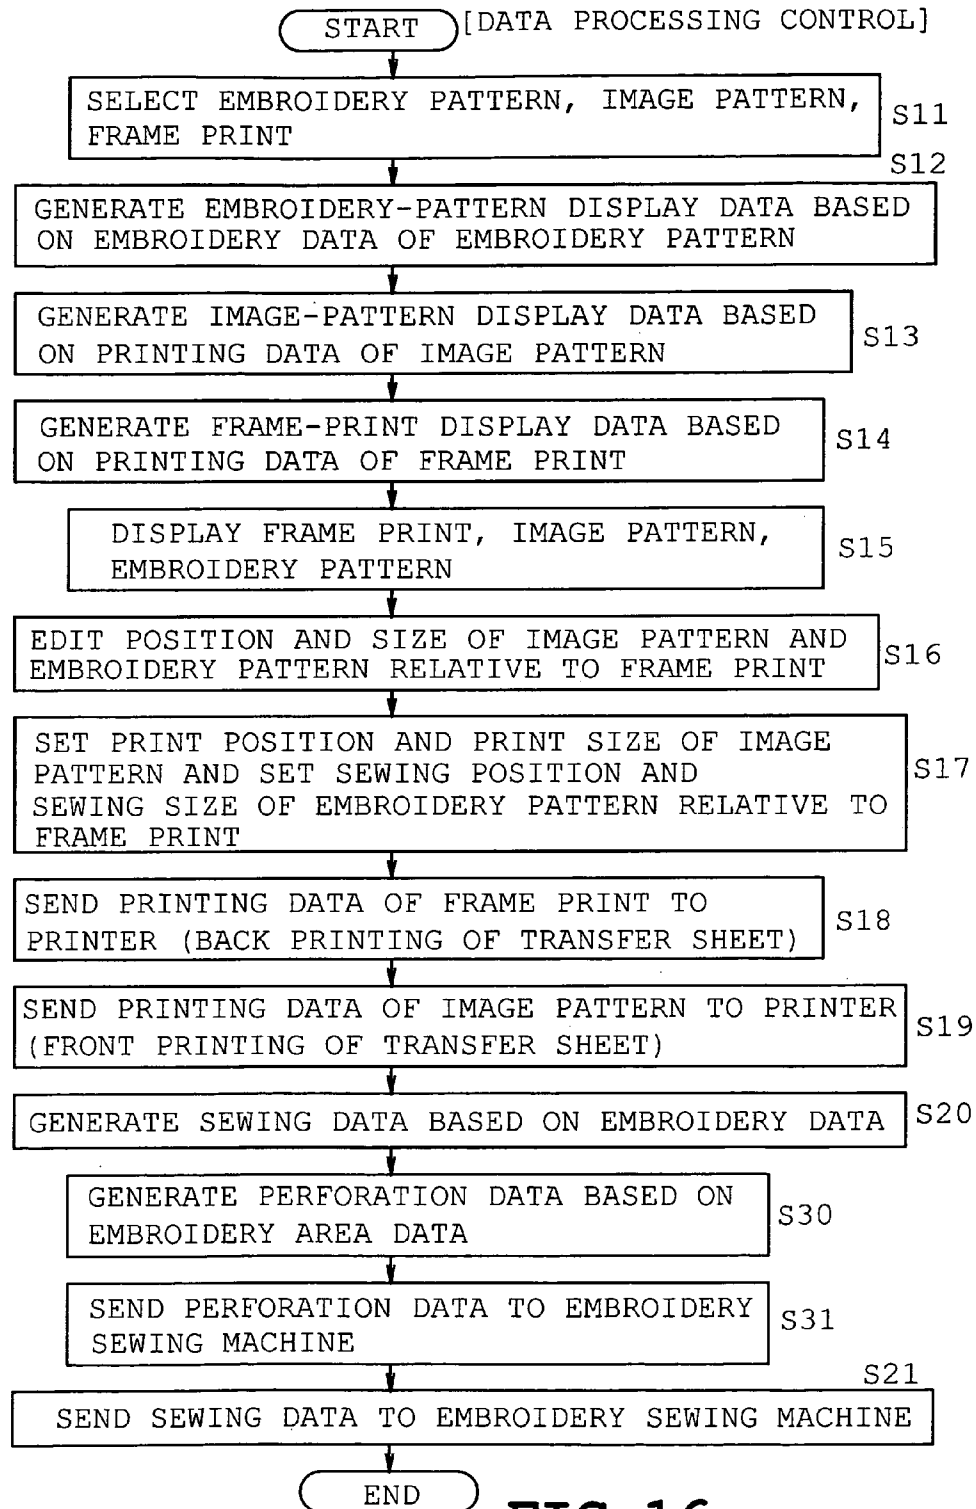 START [DATA PROCESSING CONTROL]
SELECT EMBROIDERY PATTERN, IMAGE PATTERN,
FRAME PRINT
S11
S12
GENERATE EMBROIDERY-PATTERN DISPLAY DATA BASED
ON EMBROIDERY DATA OF EMBROIDERY PATTERN
GENERATE IMAGE-PATTERN DISPLAY DATA BASED
ON PRINTING DATA OF IMAGE PATTERN
S13
GENERATE FRAME-PRINT DISPLAY DATA BASED
ON PRINTING DATA OF FRAME PRINT
S14
DISPLAY FRAME PRINT, IMAGE PATTERN,
EMBROIDERY PATTERN
S15
EDIT POSITION AND SIZE OF IMAGE PATTERN AND
EMBROIDERY PATTERN RELATIVE TO FRAME PRINT
S16
SET PRINT POSITION AND PRINT SIZE OF IMAGE
PATTERN AND SET SEWING POSITION AND
SEWING SIZE OF EMBROIDERY PATTERN RELATIVE TO
FRAME PRINT
S17
SEND PRINTING DATA OF FRAME PRINT TO
PRINTER (BACK PRINTING OF TRANSFER SHEET)
S18
SEND PRINTING DATA OF IMAGE PATTERN TO PRINTER
(FRONT PRINTING OF TRANSFER SHEET)
S19
GENERATE SEWING DATA BASED ON EMBROIDERY DATA
S20
GENERATE PERFORATION DATA BASED ON
EMBROIDERY AREA DATA
S30
SEND PERFORATION DATA TO EMBROIDERY
SEWING MACHINE
S31
S21
SEND SEWING DATA TO EMBROIDERY SEWING MACHINE
END